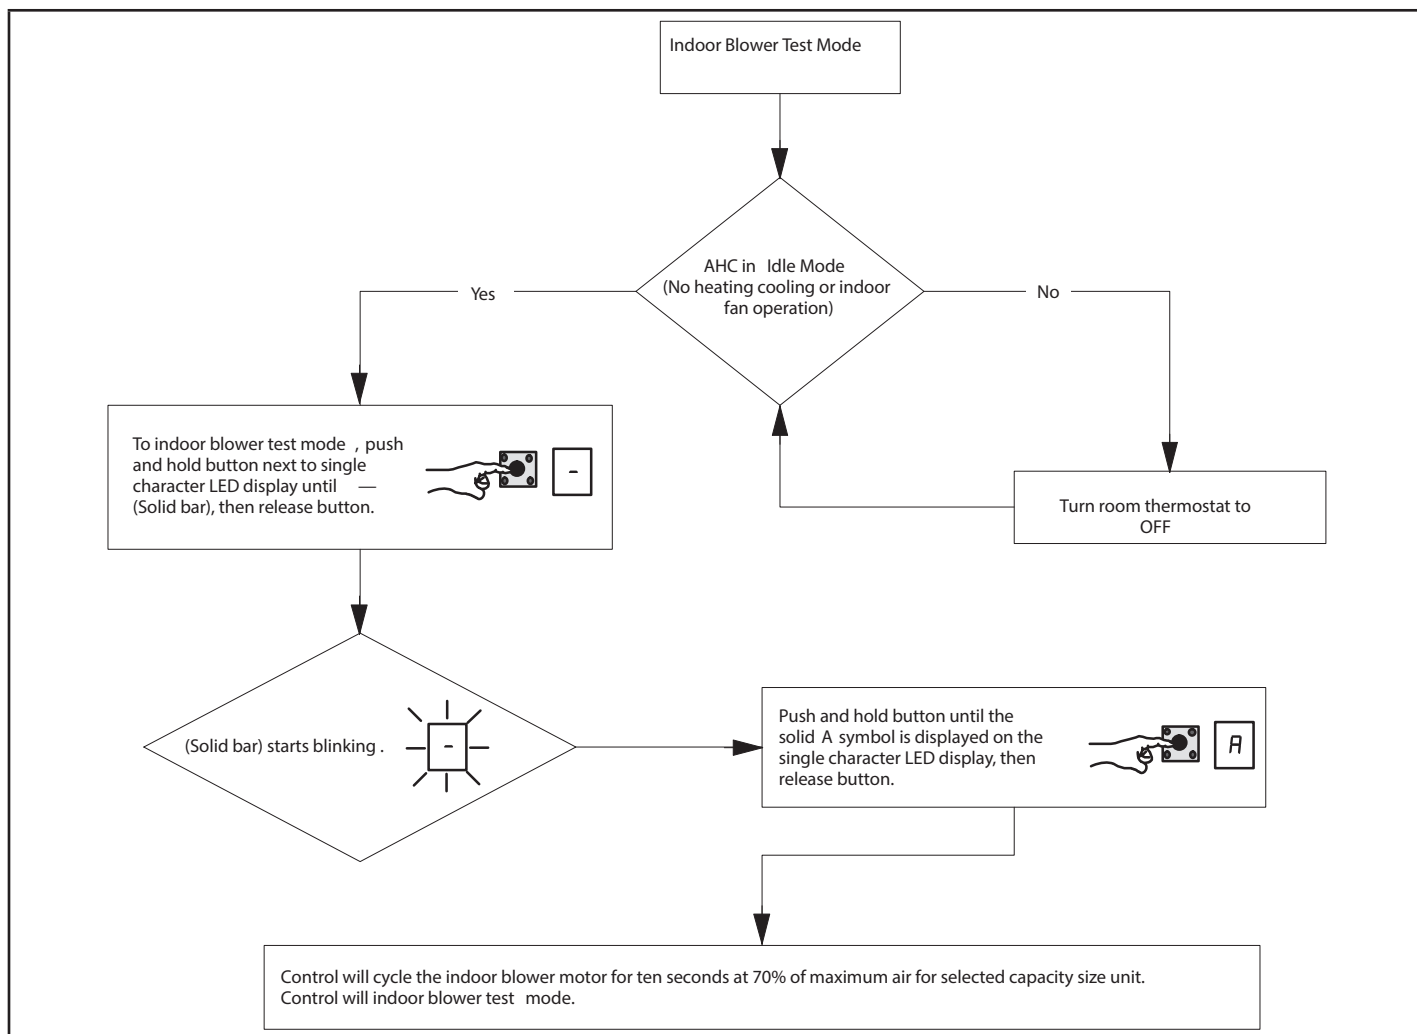 Indoor Blower Test Mode
AHC in Idle Mode
(No heating cooling or indoor
fan operation)
Yes
No
To indoor blower test mode , push
and hold button next to single
character LED display until —
(Solid bar), then release button.
-
Turn room thermostat to
OFF
(Solid bar) starts blinking .
-
Push and hold button until the
solid A symbol is displayed on the
single character LED display, then
release button.
A
Control will cycle the indoor blower motor for ten seconds at 70% of maximum air for selected capacity size unit.
Control will indoor blower test mode.